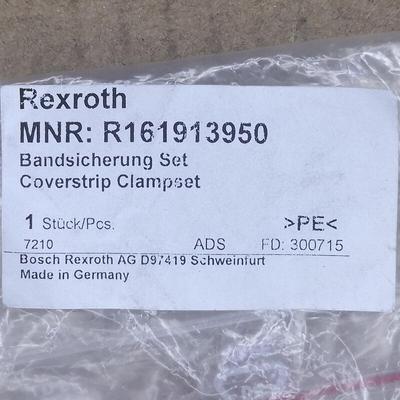 Rexroth
MNR: R161913950
Bandsicherung Set
Coverstrip Clampset
1 Stück/Pcs. >PE<
7210 ADS FD: 300715
Bosch Rexroth AG D97419 Schweinfurt
Made in Germany